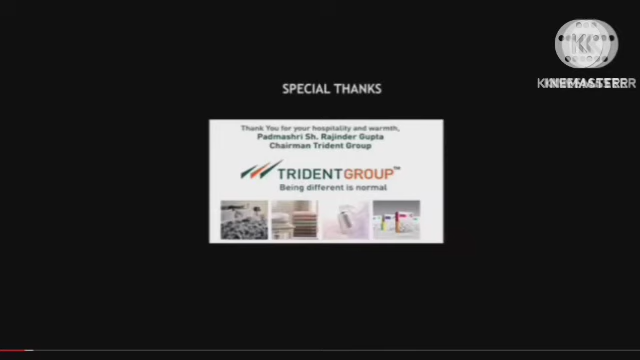 SPECIAL THANKS
Thank You for your hospitality and warmth,
Padmashri Sh. Rajinder Gupta
Chairman Trident Group
TRIDENTGROUP™
Being different is normal
KINEMASTER